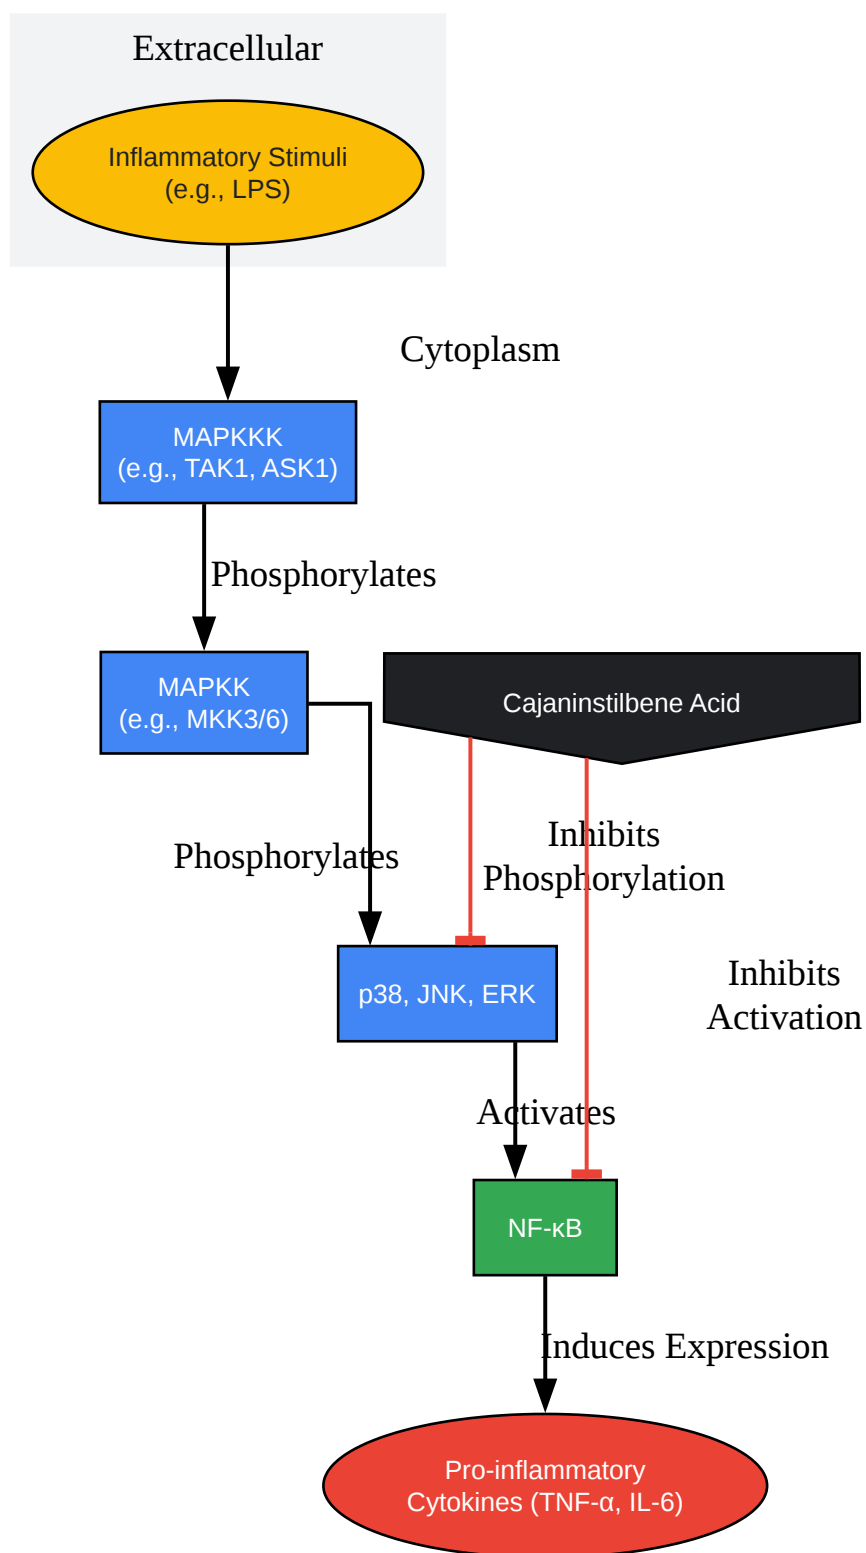 Extracellular
Inflammatory Stimuli
(e.g., LPS)
Cytoplasm
MAPKKK
(e.g., TAK1, ASK1)
Phosphorylates
MAPKK
(e.g., MKK3/6)
Cajaninstilbene Acid
Phosphorylates
Inhibits
Phosphorylation
Inhibits
Activation
p38, JNK, ERK
Activates
NF-κB
Induces Expression
Pro-inflammatory
Cytokines (TNF-α, IL-6)